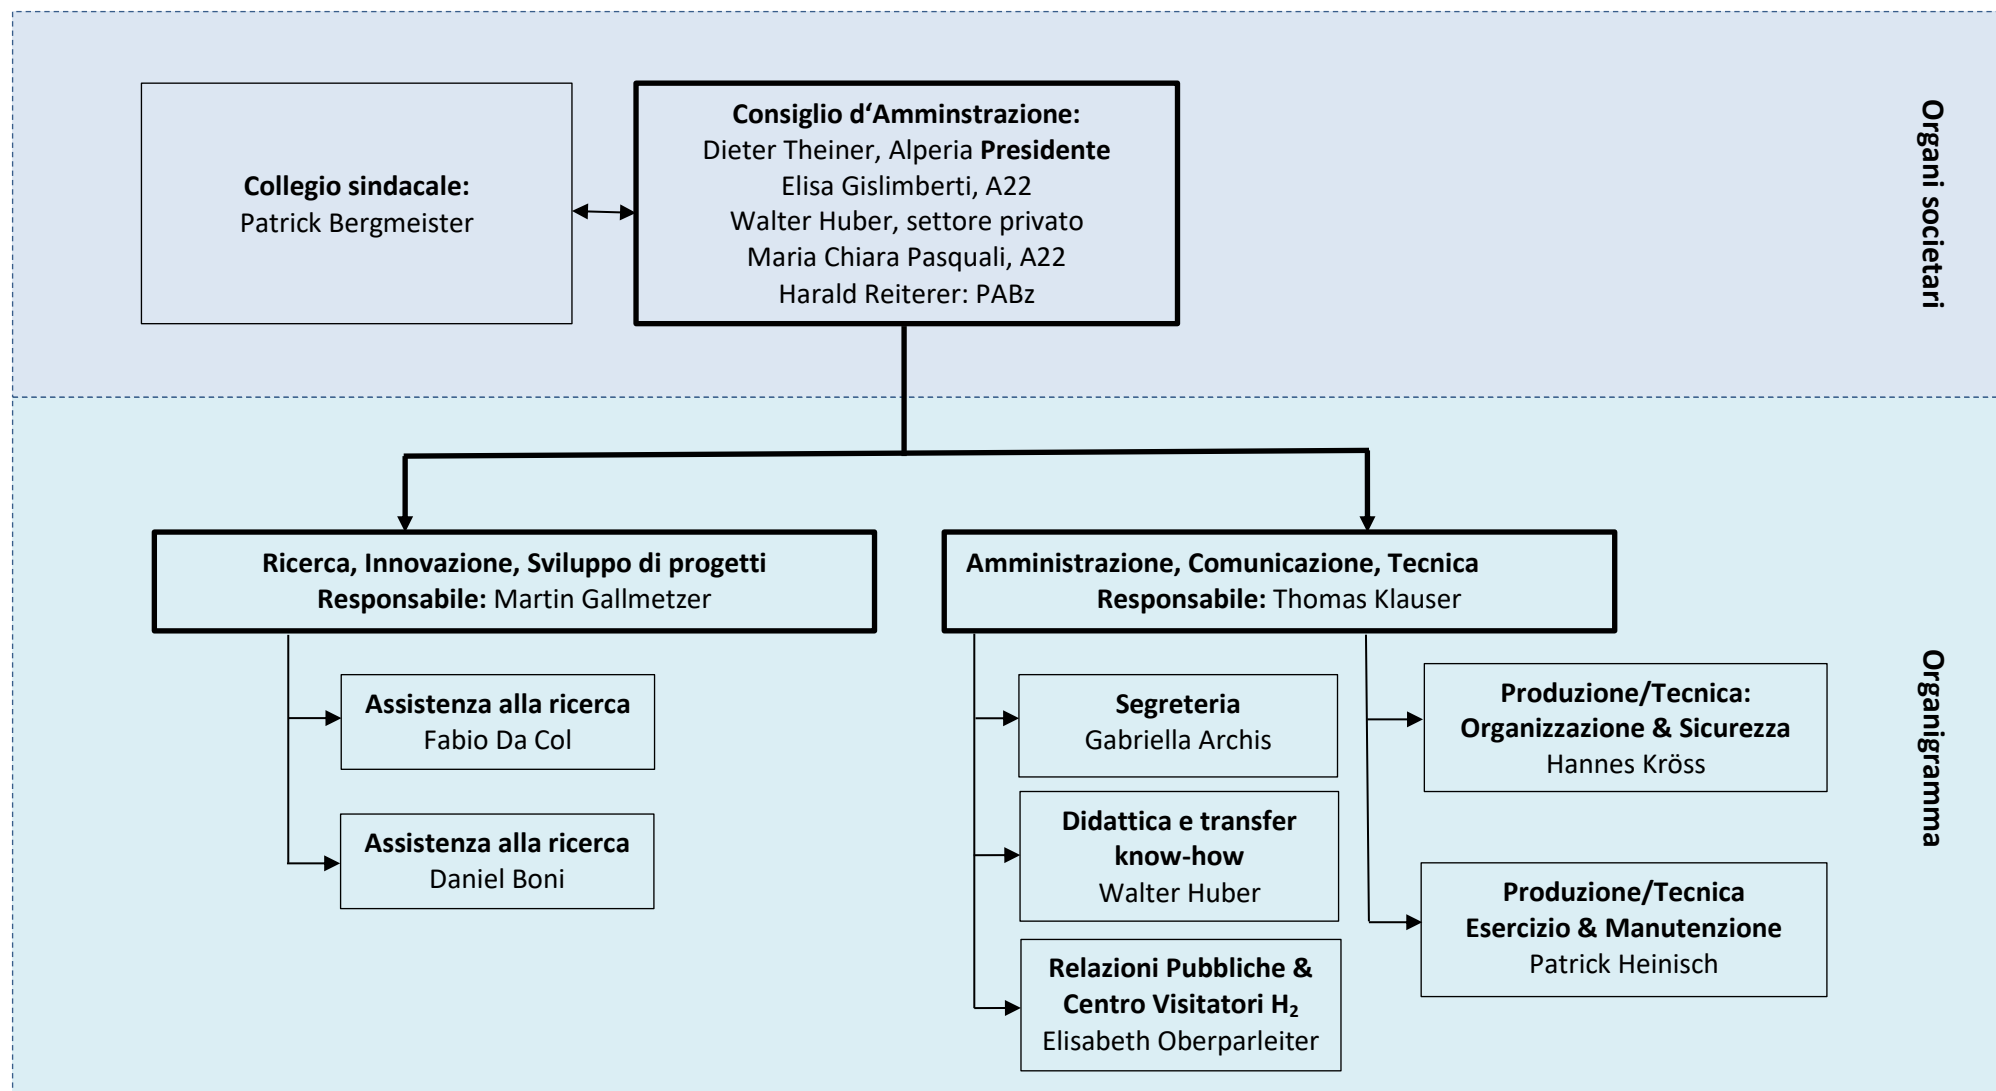 Collegio sindacale:
Patrick Bergmeister
Consiglio d‘Amminstrazione:
Dieter Theiner, Alperia Presidente
Elisa Gislimberti, A22
Walter Huber, settore privato
Maria Chiara Pasquali, A22
Harald Reiterer: PABz
Organi societari
Ricerca, Innovazione, Sviluppo di progetti
Responsabile: Martin Gallmetzer
Assistenza alla ricerca
Fabio Da Col
Assistenza alla ricerca
Daniel Boni
Amministrazione, Comunicazione, Tecnica
Responsabile: Thomas Klauser
Segreteria
Gabriella Archis
Didattica e transfer
know-how
Walter Huber
Relazioni Pubbliche &
Centro Visitatori H₂
Elisabeth Oberparleiter
Produzione/Tecnica:
Organizzazione & Sicurezza
Hannes Kröss
Produzione/Tecnica
Esercizio & Manutenzione
Patrick Heinisch
Organigramma